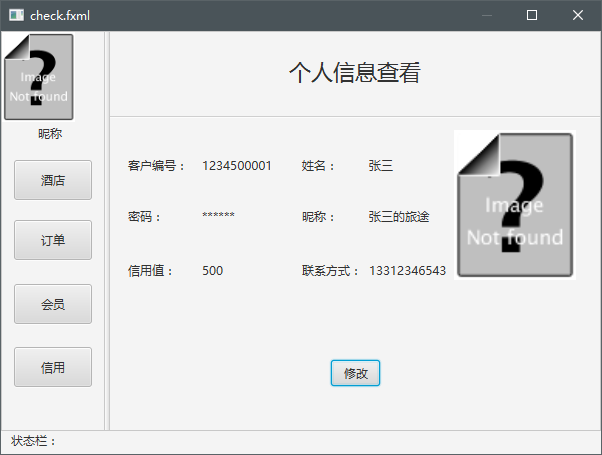 check.fxml
Image
Not found
昵称
酒店
订单
会员
信用
个人信息查看
客户编号： 1234500001 姓名： 张三
密码： ****** 昵称： 张三的旅途
信用值： 500 联系方式： 13312346543
Image
Not found
修改
状态栏：